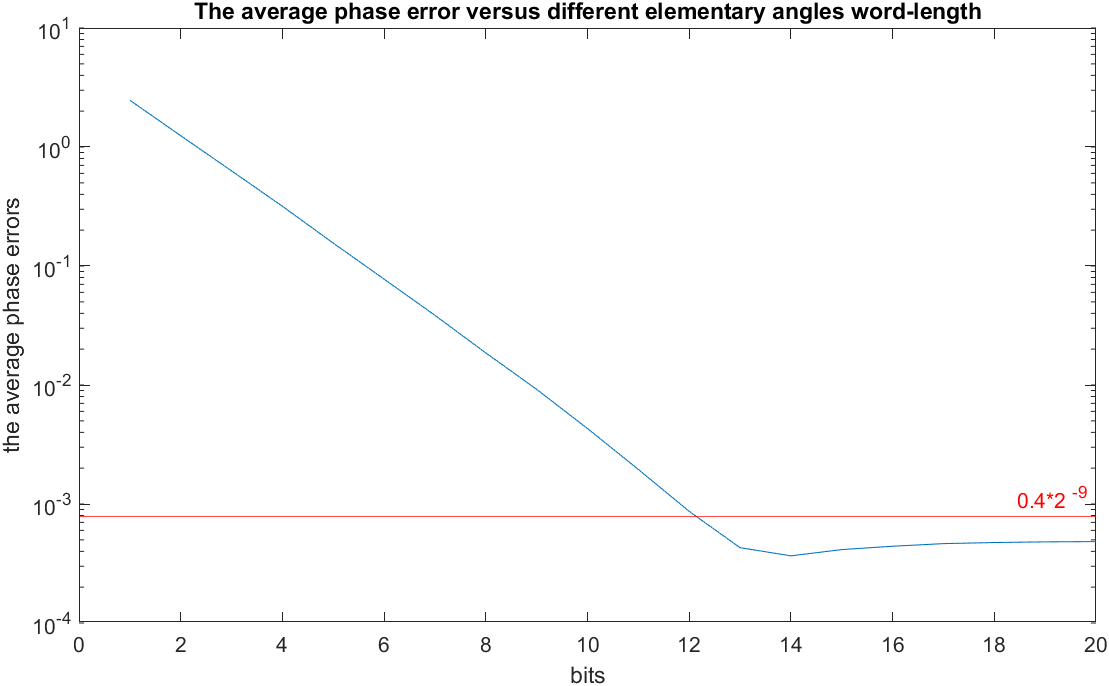 The average phase error versus different elementary angles word-length
10^1
10^0
10^-1
10^-2
10^-3
10^-4
the average phase errors
0.4*2^-9
0 2 4 6 8 10 12 14 16 18 20
bits